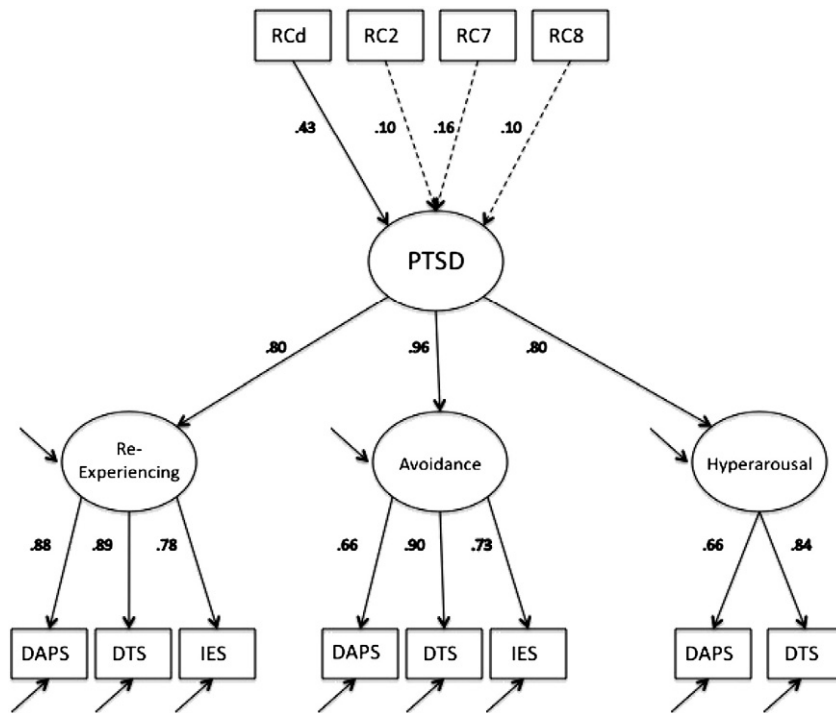 RCd RC2 RC7 RC8
.43 .10 .16 .10
PTSD
.80 .96 .80
Re-
Experiencing
Avoidance
Hyperarousal
.88 .89 .78 .66 .90 .73 .66 .84
DAPS DTS IES DAPS DTS IES DAPS DTS